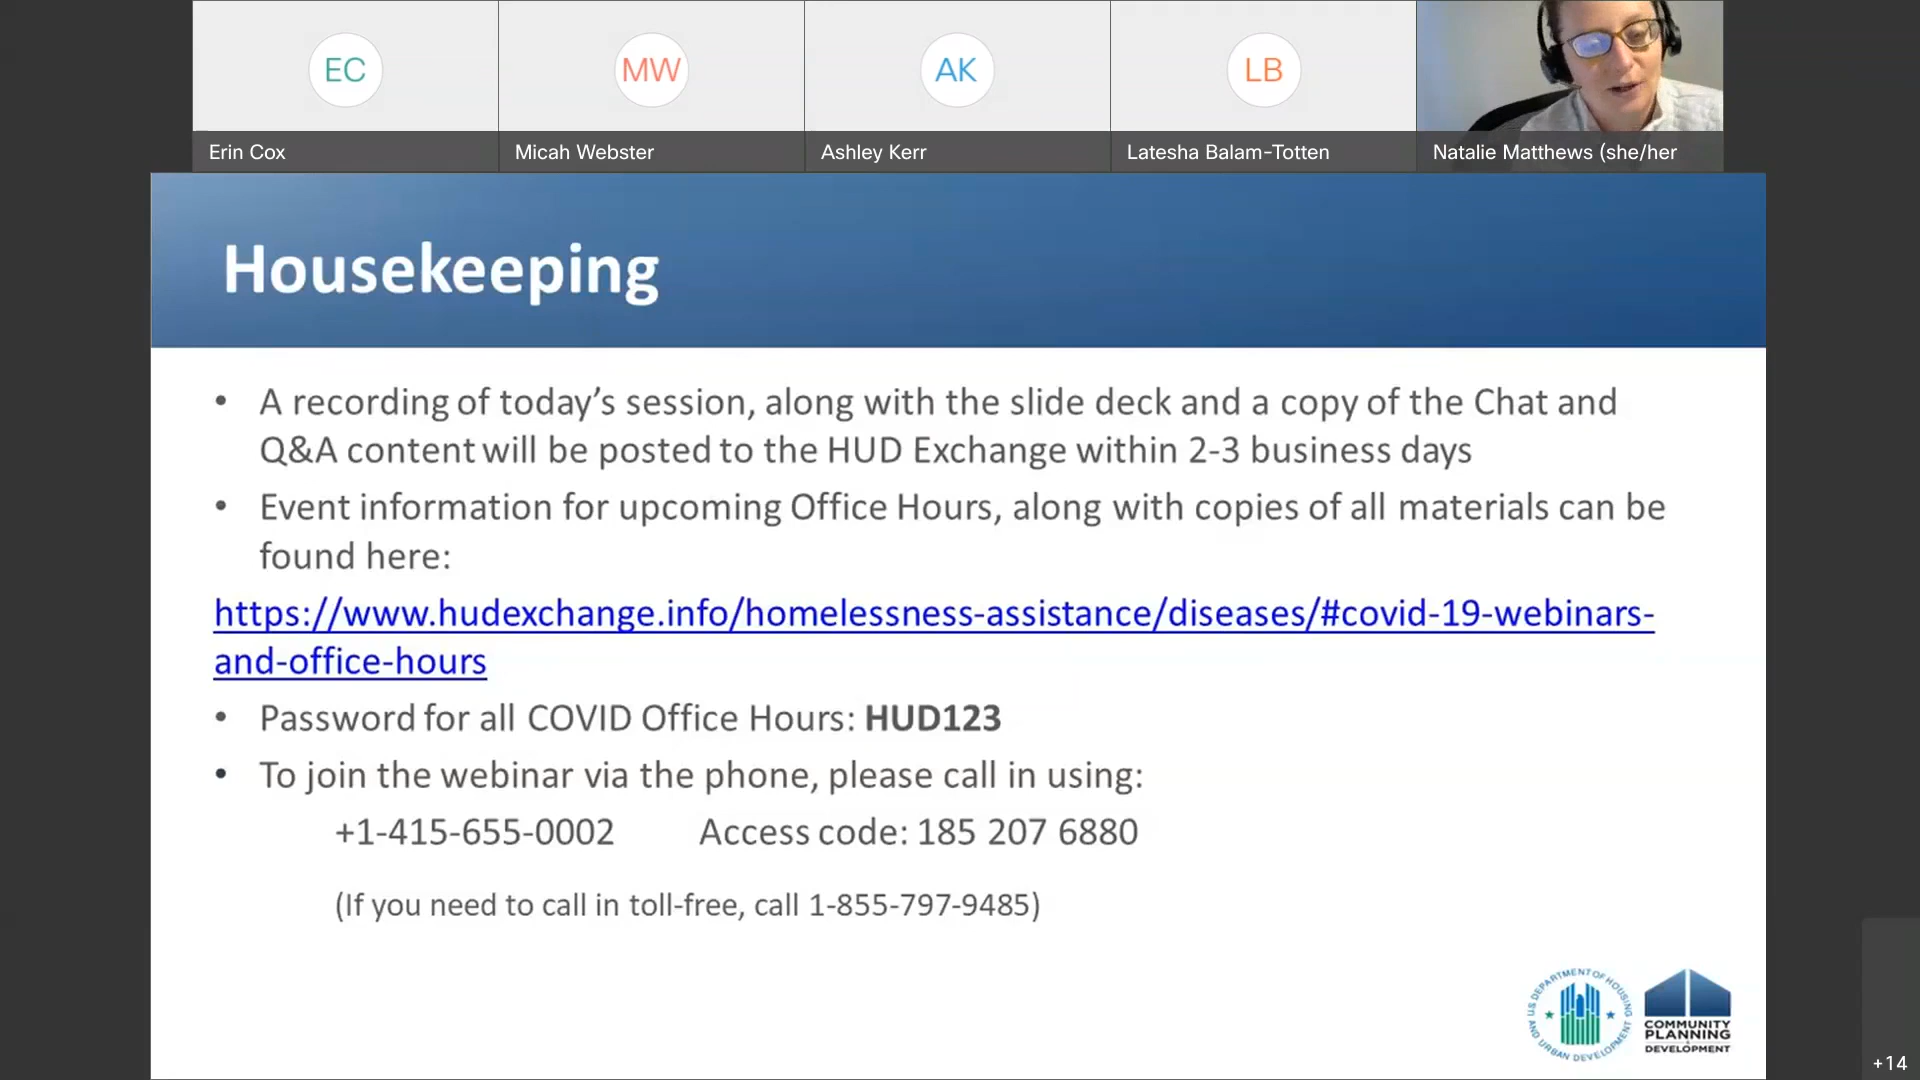 EC
MW
AK
LB
Erin Cox
Micah Webster
Ashley Kerr
Latesha Balam-Totten
Natalie Matthews (she/her
Housekeeping
• A recording of today’s session, along with the slide deck and a copy of the Chat and
Q&A content will be posted to the HUD Exchange within 2-3 business days
• Event information for upcoming Office Hours, along with copies of all materials can be
found here:
https://www.hudexchange.info/homelessness-assistance/diseases/#covid-19-webinars-
and-office-hours
• Password for all COVID Office Hours: HUD123
• To join the webinar via the phone, please call in using:
+1-415-655-0002 Access code: 185 207 6880
(If you need to call in toll-free, call 1-855-797-9485)
U.S. DEPARTMENT OF HOUSING
AND URBAN DEVELOPMENT
COMMUNITY
PLANNING
DEVELOPMENT
+14